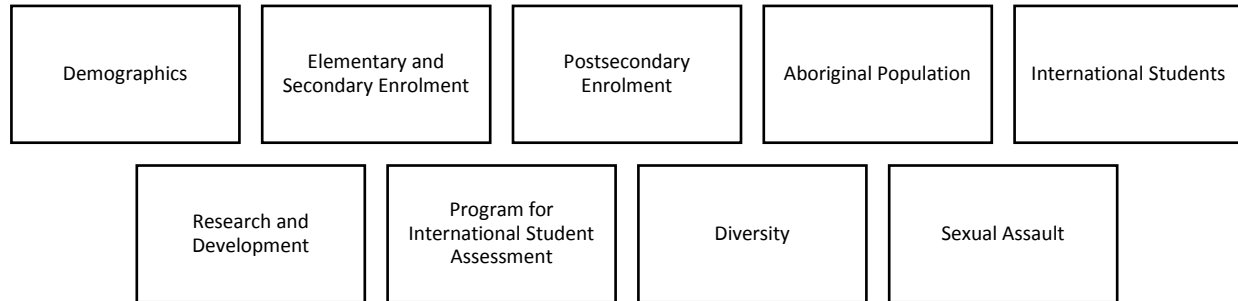 Demographics
Elementary and
Secondary Enrolment
Postsecondary
Enrolment
Aboriginal Population
International Students
Research and
Development
Program for
International Student
Assessment
Diversity
Sexual Assault